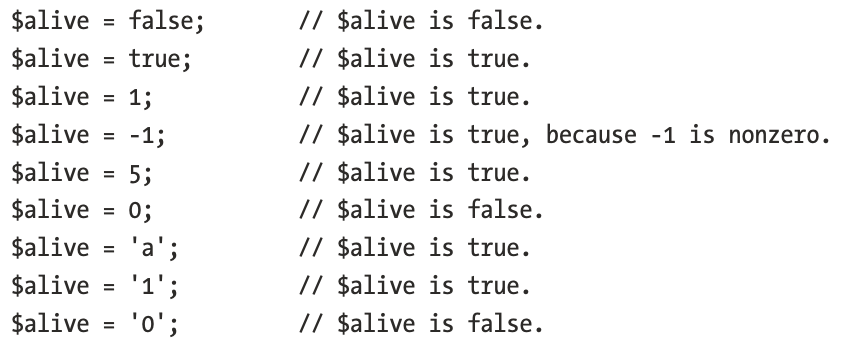 $alive = false;       // $alive is false.
$alive = true;        // $alive is true.
$alive = 1;           // $alive is true.
$alive = -1;          // $alive is true, because -1 is nonzero.
$alive = 5;           // $alive is true.
$alive = 0;           // $alive is false.
$alive = 'a';         // $alive is true.
$alive = '1';         // $alive is true.
$alive = '0';         // $alive is false.